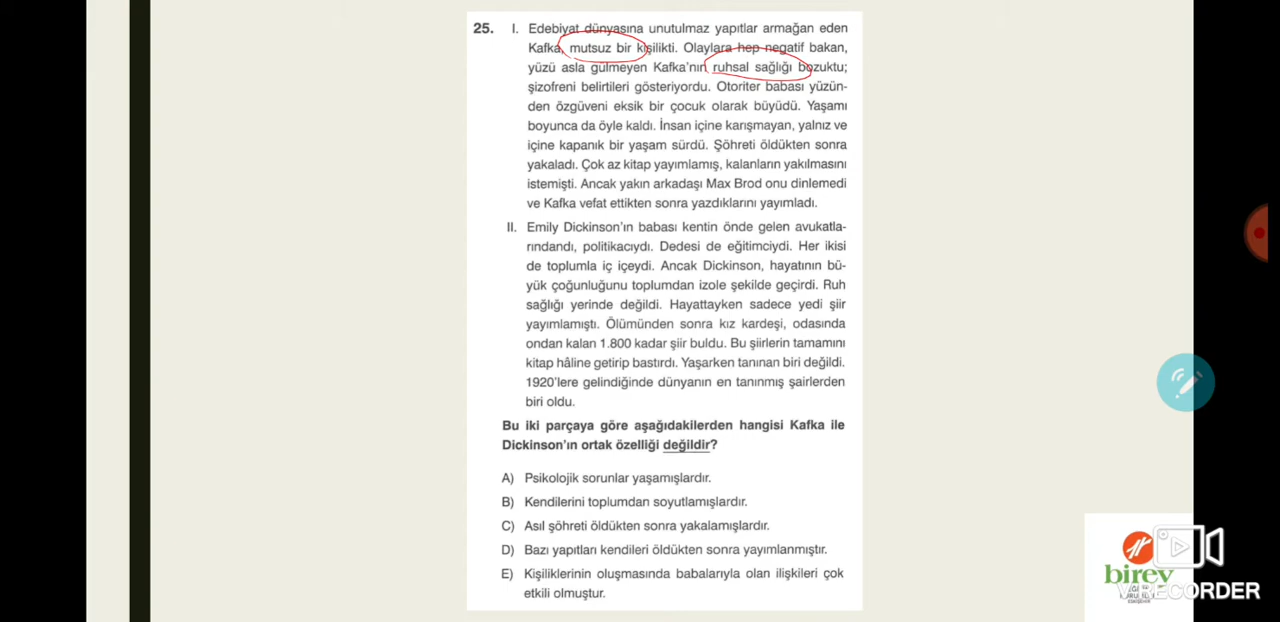 25. I. Edebiyat dünyasına unutulmaz yapıtlar armağan eden
Kafka, mutsuz bir kişilikti. Olaylara hep negatif bakan,
yüzü asla gülmeyen Kafka'nın ruhsal sağlığı bozuktu;
şizofreni belirtileri gösteriyordu. Otoriter babası yüzün-
den özgüveni eksik bir çocuk olarak büyüdü. Yaşamı
boyunca da öyle kaldı. İnsan içine karışmayan, yalnız ve
içine kapanık bir yaşam sürdü. Şöhreti öldükten sonra
yakaladı. Çok az kitap yayımlamış, kalanların yakılmasını
istemişti. Ancak yakın arkadaşı Max Brod onu dinlemedi
ve Kafka vefat ettikten sonra yazdıklarını yayımladı.
II. Emily Dickinson'ın babası kentin önde gelen avukatla-
rındandı, politikacıydı. Dedesi de eğitimciydi. Her ikisi
de toplumla iç içeydi. Ancak Dickinson, hayatının bü-
yük çoğunluğunu toplumdan izole şekilde geçirdi. Ruh
sağlığı yerinde değildi. Hayattayken sadece yedi şiir
yayımlamıştı. Ölümünden sonra kız kardeşi, odasında
ondan kalan 1.800 kadar şiir buldu. Bu şiirlerin tamamını
kitap hâline getirip bastırdı. Yaşarken tanınan biri değildi.
1920'lere gelindiğinde dünyanın en tanınmış şairlerden
biri oldu.
Bu iki parçaya göre aşağıdakilerden hangisi Kafka ile
Dickinson'ın ortak özelliği değildir?
A) Psikolojik sorunlar yaşamışlardır.
B) Kendilerini toplumdan soyutlamışlardır.
C) Asıl şöhreti öldükten sonra yakalamışlardır.
D) Bazı yapıtları kendileri öldükten sonra yayımlanmıştır.
E) Kişiliklerinin oluşmasında babalarıyla olan ilişkileri çok
etkili olmuştur.
birey
RECORDER